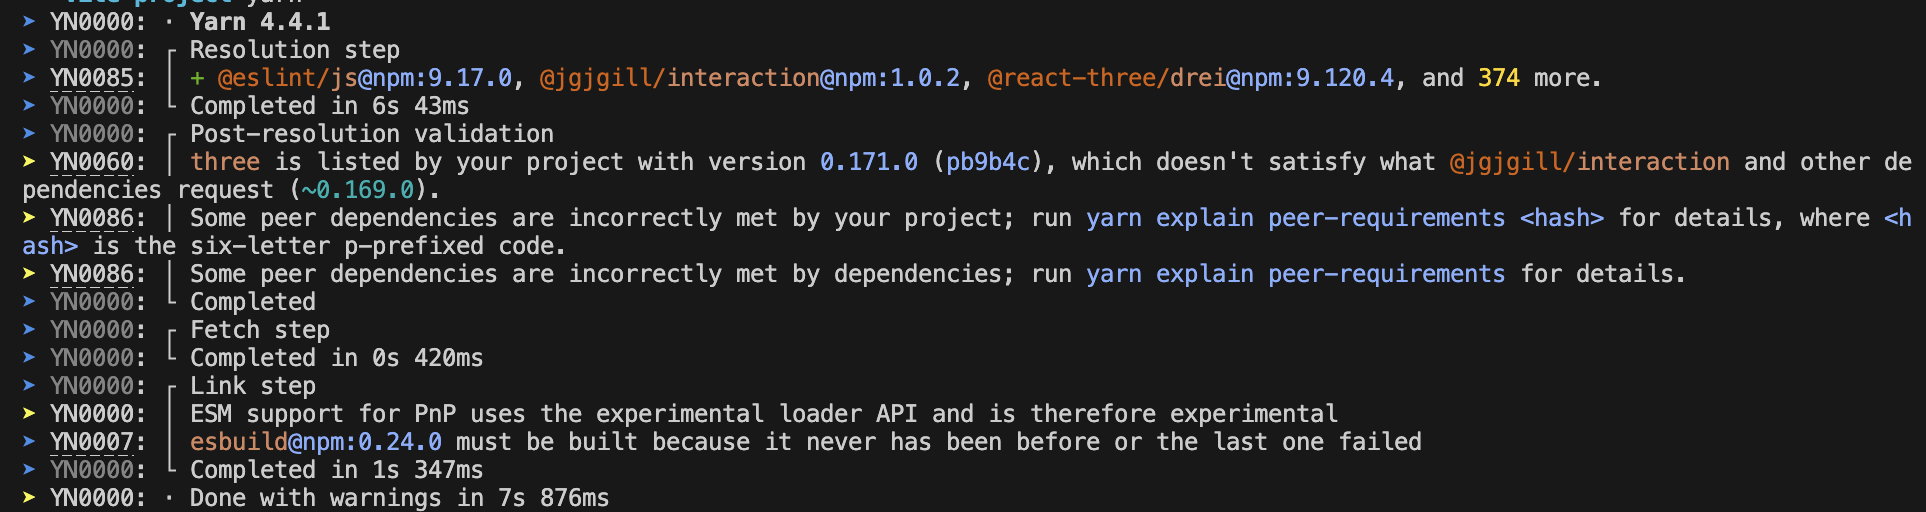 ➤ YN0000: · Yarn 4.4.1
➤ YN0000: ┌ Resolution step
➤ YN0085: │ + @eslint/js@npm:9.17.0, @jgjgill/interaction@npm:1.0.2, @react-three/drei@npm:9.120.4, and 374 more.
➤ YN0000: └ Completed in 6s 43ms
➤ YN0000: ┌ Post-resolution validation
➤ YN0060: │ three is listed by your project with version 0.171.0 (pb9b4c), which doesn't satisfy what @jgjgill/interaction and other de
pendencies request (~0.169.0).
➤ YN0086: │ Some peer dependencies are incorrectly met by your project; run yarn explain peer-requirements <hash> for details, where <h
ash> is the six-letter p-prefixed code.
➤ YN0086: │ Some peer dependencies are incorrectly met by dependencies; run yarn explain peer-requirements for details.
➤ YN0000: └ Completed
➤ YN0000: ┌ Fetch step
➤ YN0000: └ Completed in 0s 420ms
➤ YN0000: ┌ Link step
➤ YN0000: │ ESM support for PnP uses the experimental loader API and is therefore experimental
➤ YN0007: │ esbuild@npm:0.24.0 must be built because it never has been before or the last one failed
➤ YN0000: └ Completed in 1s 347ms
➤ YN0000: · Done with warnings in 7s 876ms